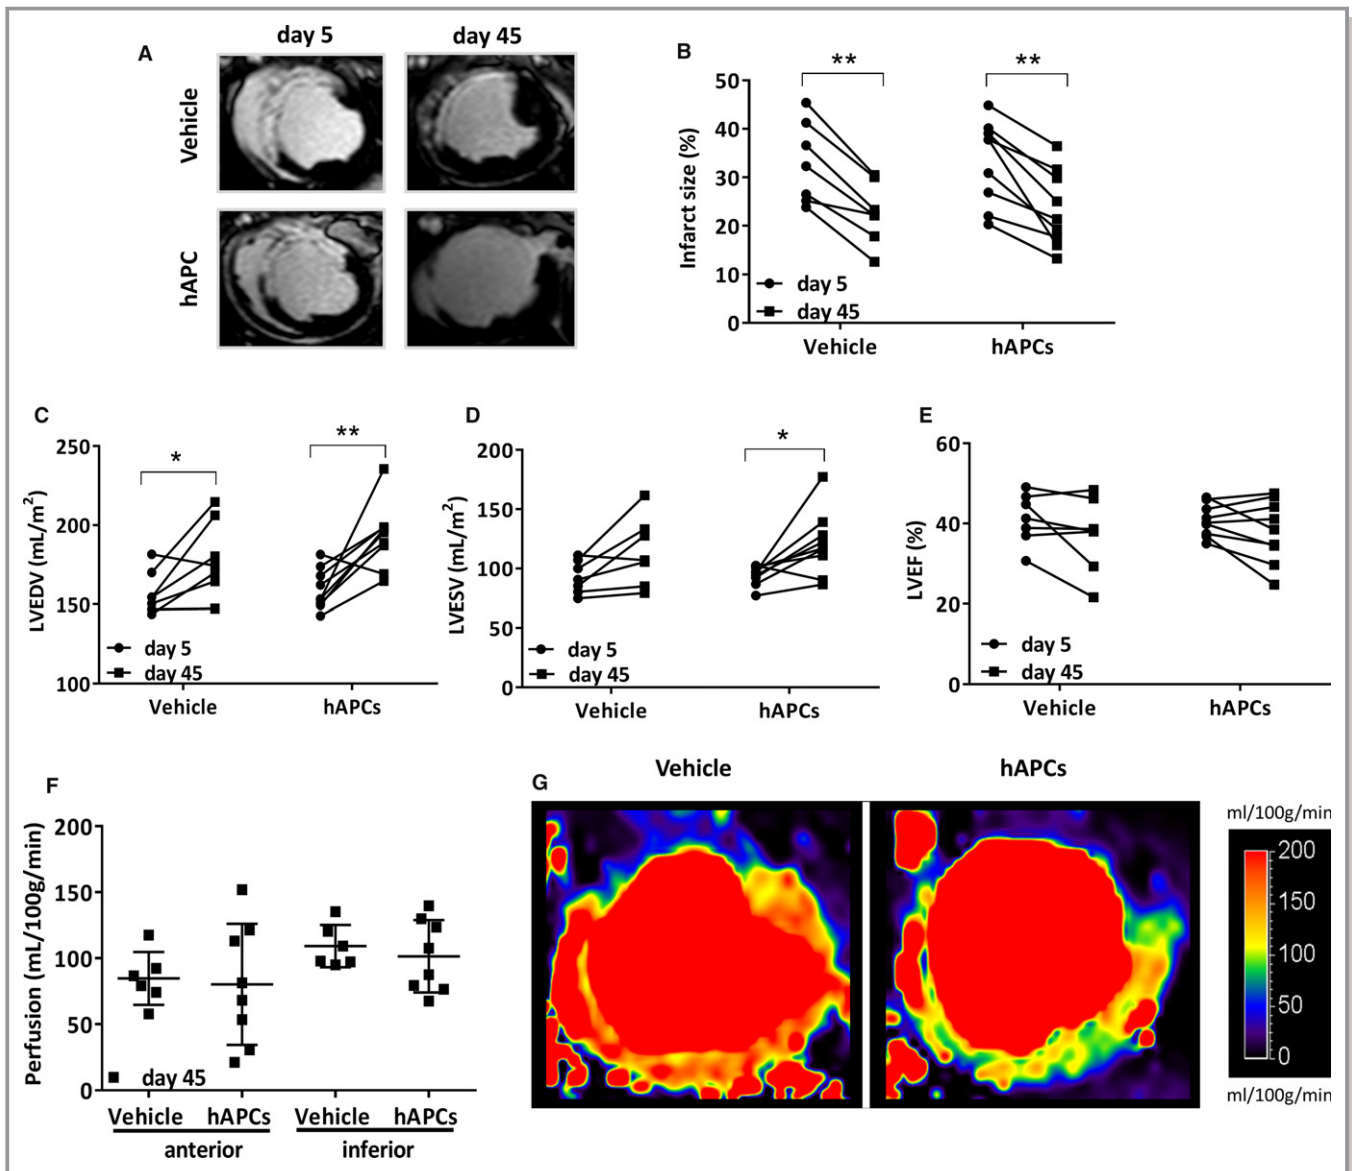 A
day 5
day 45
Vehicle
hAPC
B
Infarct size (%)
50
40
30
20
10
0
**
**
day 5
day 45
Vehicle
hAPCs
C
LVEDV (mL/m²)
250
200
150
100
*
**
day 5
day 45
Vehicle
hAPCs
D
LVESV (mL/m²)
200
150
100
50
0
*
day 5
day 45
Vehicle
hAPCs
E
LVEF (%)
60
40
20
0
day 5
day 45
Vehicle
hAPCs
F
Perfusion (mL/100g/min)
200
150
100
50
0
day 45
Vehicle
hAPCs
Vehicle
hAPCs
anterior
inferior
G
Vehicle
hAPCs
ml/100g/min
200
150
100
50
0
ml/100g/min